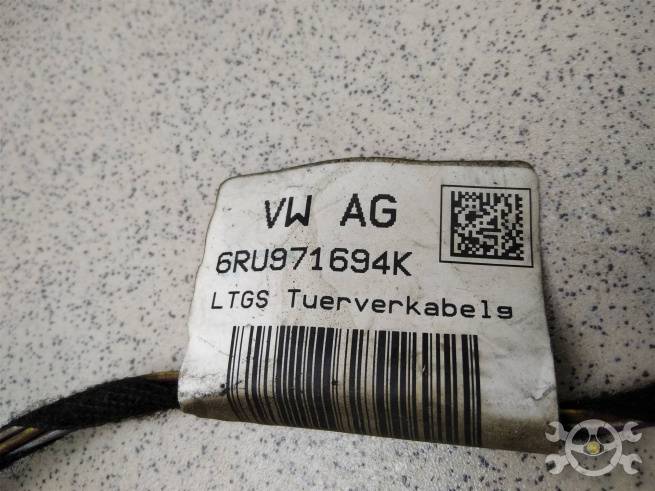 VW AG
6RU971694K
LTGS Tuerverkabelg